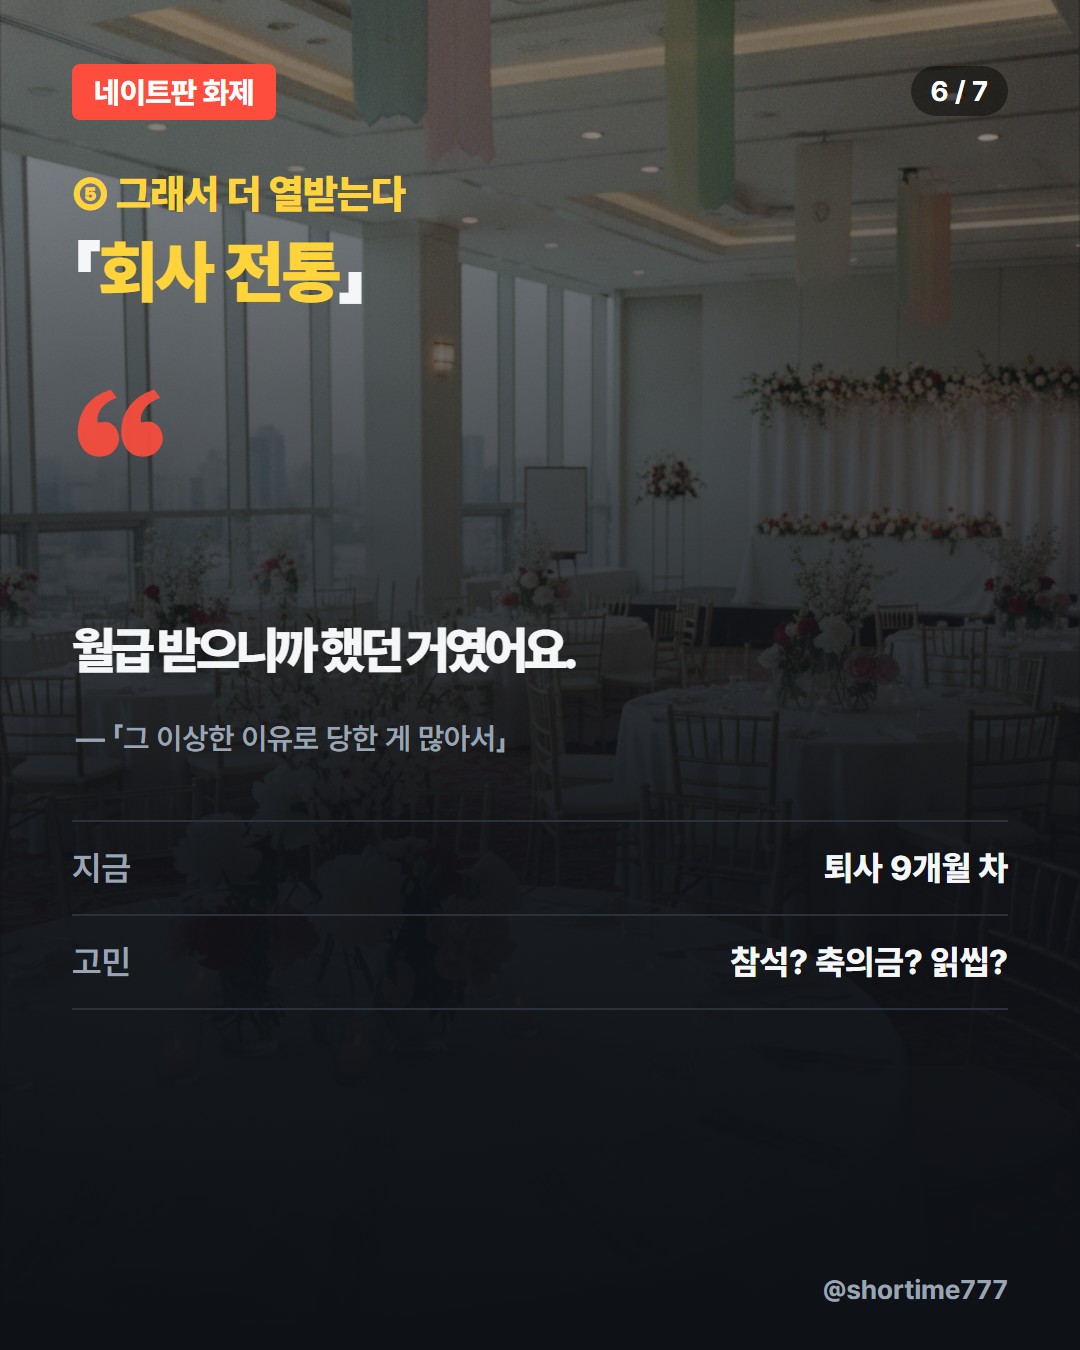 네이트판 화제
6 / 7
⑤ 그래서 더 열받는다
「회사 전통」
“
월급 받으니까 했던 거였어요.
— 「그 이상한 이유로 당한 게 많아서」
지금 퇴사 9개월 차
고민 참석? 축의금? 읽씹?
@shortime777